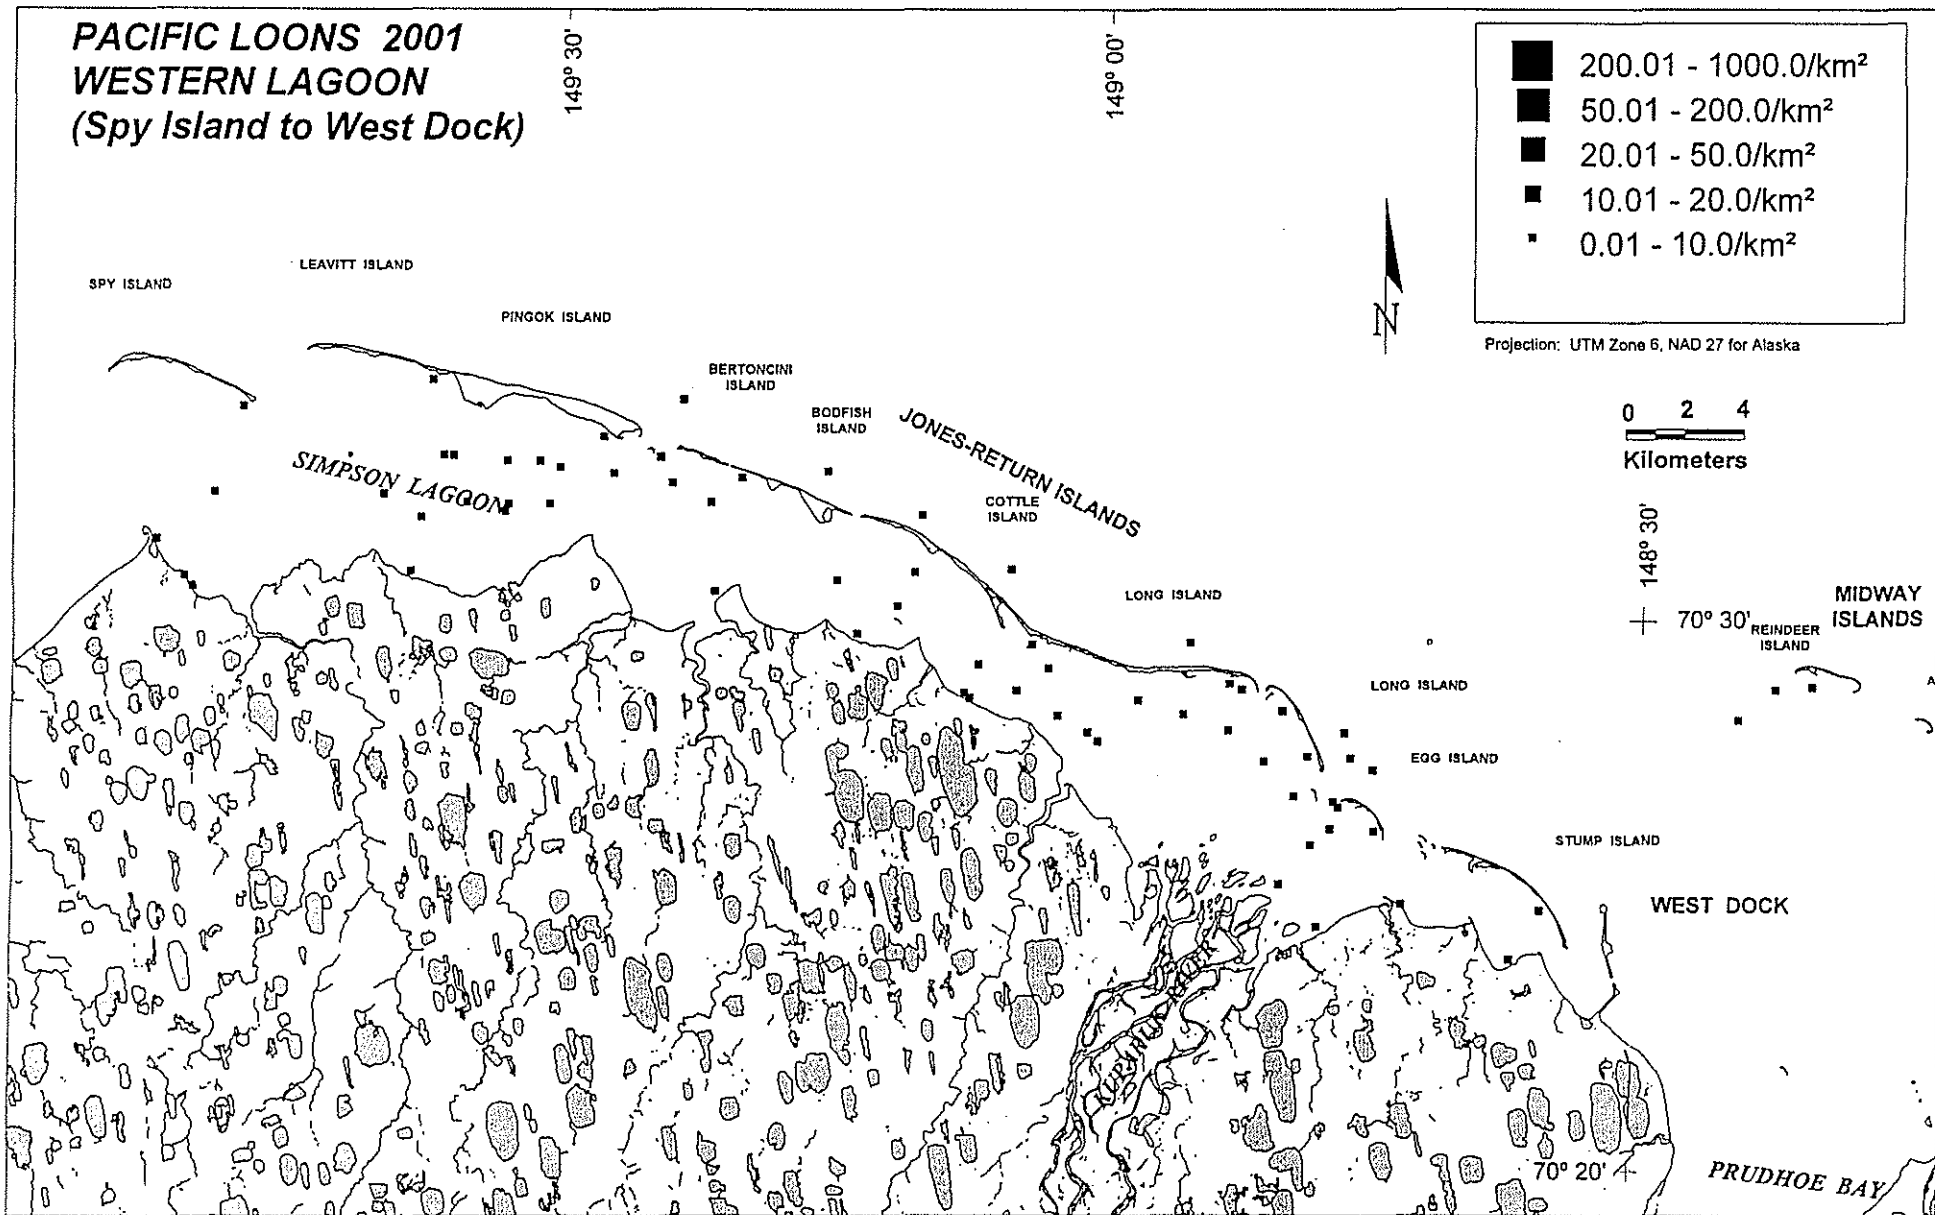 PACIFIC LOONS 2001
WESTERN LAGOON
(Spy Island to West Dock)
149° 30'
149° 00'
200.01 - 1000.0/km²
50.01 - 200.0/km²
20.01 - 50.0/km²
10.01 - 20.0/km²
0.01 - 10.0/km²
N
Projection: UTM Zone 6, NAD 27 for Alaska
0 2 4
Kilometers
SPY ISLAND
LEAVITT ISLAND
PINGOK ISLAND
BERTONCINI
ISLAND
BODFISH
ISLAND
JONES-RETURN ISLANDS
COTTLE
ISLAND
SIMPSON LAGOON
148° 30'
70° 30'
MIDWAY
ISLANDS
REINDEER
ISLAND
LONG ISLAND
LONG ISLAND
A
EGG ISLAND
STUMP ISLAND
WEST DOCK
KUPARUK RIVER
70° 20'
PRUDHOE BAY